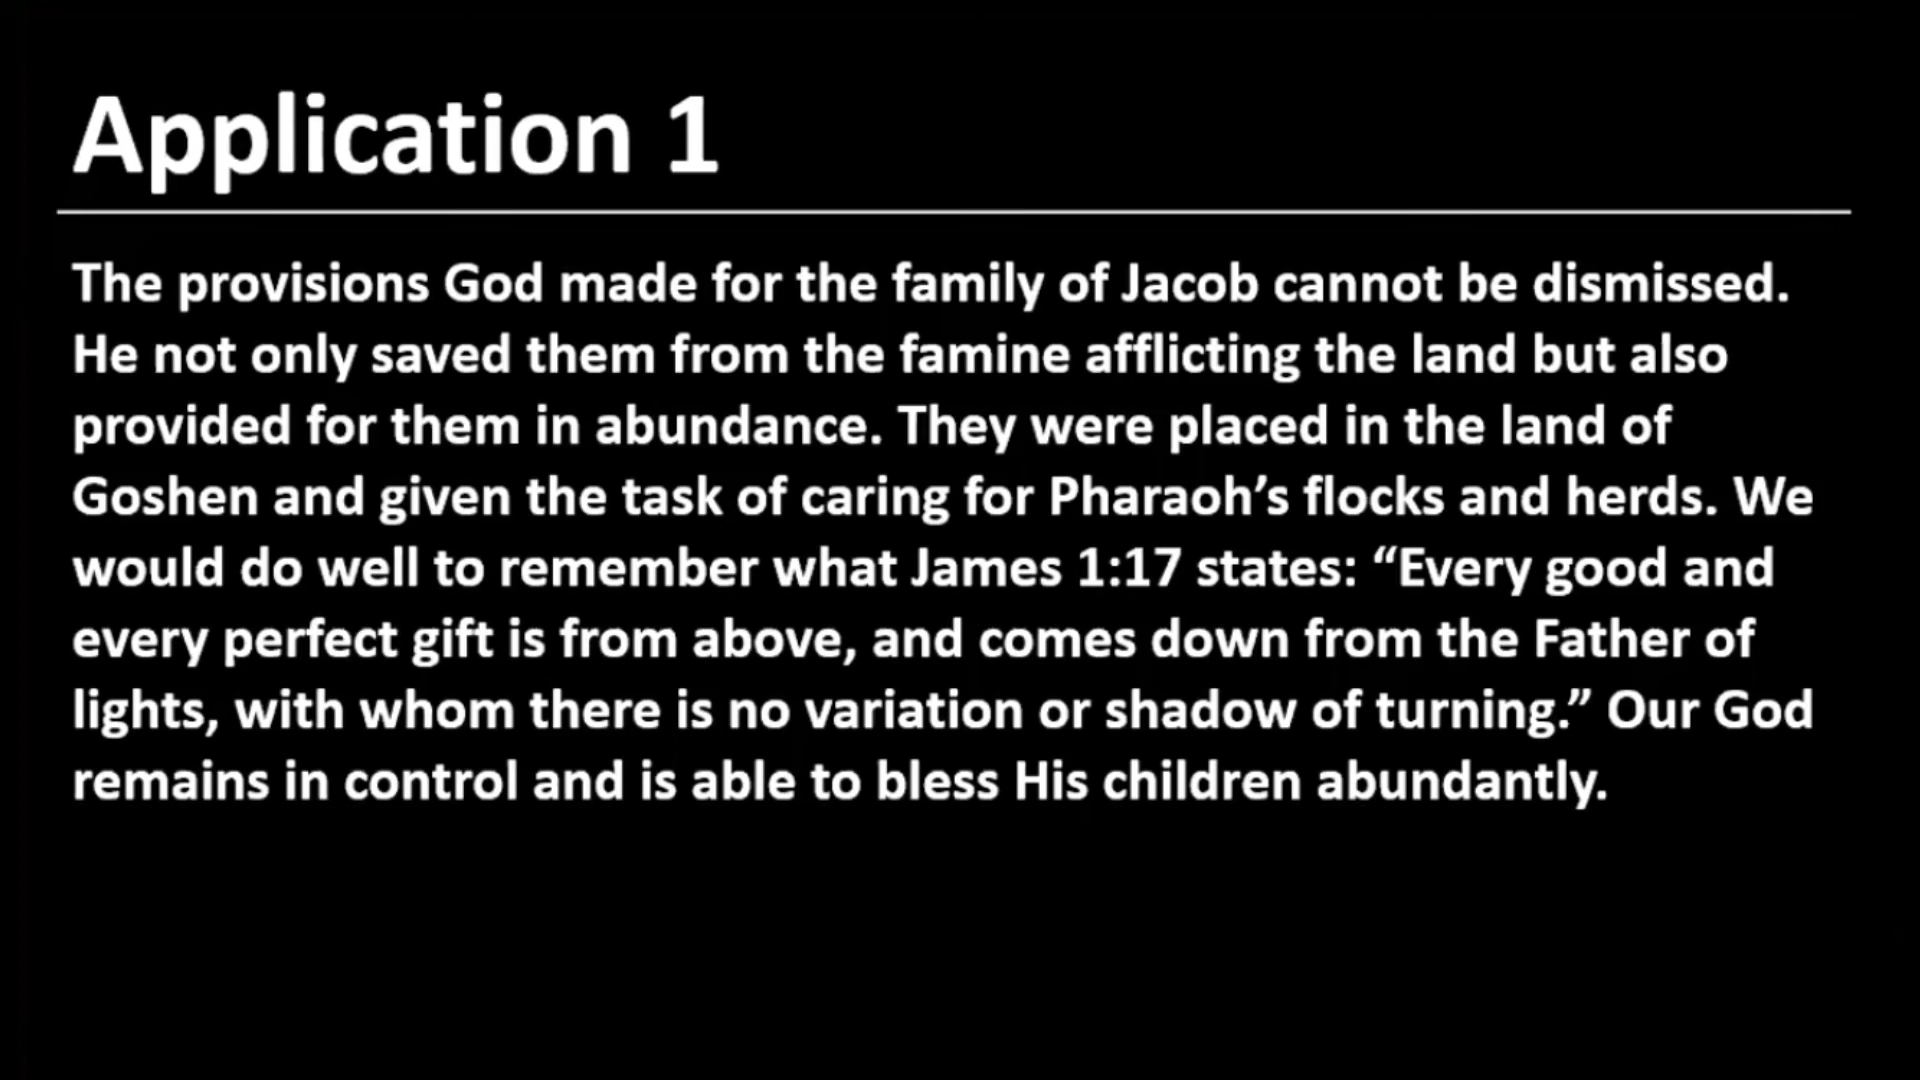 Application 1
The provisions God made for the family of Jacob cannot be dismissed.
He not only saved them from the famine afflicting the land but also
provided for them in abundance. They were placed in the land of
Goshen and given the task of caring for Pharaoh’s flocks and herds. We
would do well to remember what James 1:17 states: “Every good and
every perfect gift is from above, and comes down from the Father of
lights, with whom there is no variation or shadow of turning.” Our God
remains in control and is able to bless His children abundantly.